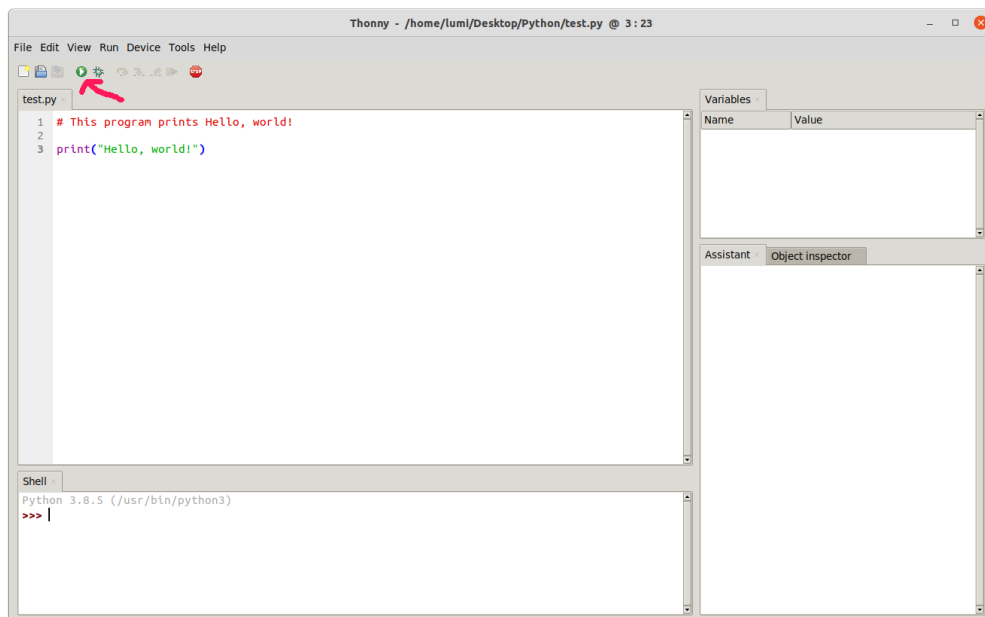 Thonny - /home/lumi/Desktop/Python/test.py @ 3:23
File Edit View Run Device Tools Help
STOP
test.py
1 # This program prints Hello, world!
2
3 print("Hello, world!")
Variables
Name Value
Assistant Object inspector
Shell
Python 3.8.5 (/usr/bin/python3)
>>>